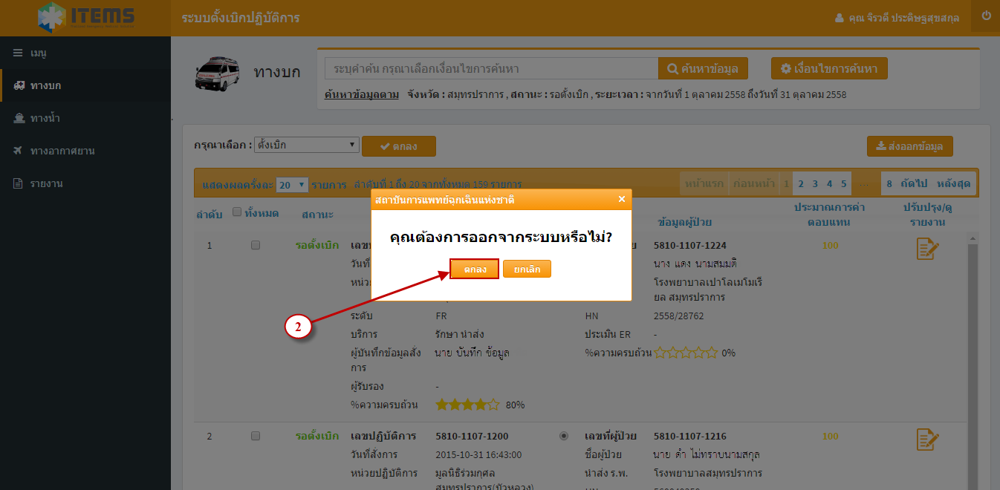 ITEMS
ระบบตั้งเบิกปฏิบัติการ
คุณ จิรวดี ประดิษฐสุขสกุล
เมนู
ทางบก
ทางน้ำ
ทางอากาศยาน
รายงาน
ทางบก
ระบุคำค้น กรุณาเลือกเงื่อนไขการค้นหา
ค้นหาข้อมูล
เงื่อนไขการค้นหา
ค้นหาข้อมูลตาม จังหวัด : สมุทรปราการ , สถานะ : รอตั้งเบิก , ระยะเวลา : จากวันที่ 1 ตุลาคม 2558 ถึงวันที่ 31 ตุลาคม 2558
กรุณาเลือก : ตั้งเบิก ตกลง ส่งออกข้อมูล
แสดงผลครั้งละ 20 รายการ ลำดับที่ 1 ถึง 20 จากทั้งหมด 159 รายการ หน้าแรก ก่อนหน้า 1 2 3 4 5 ... 8 ถัดไป หลังสุด
สถาบันการแพทย์ฉุกเฉินแห่งชาติ ×
คุณต้องการออกจากระบบหรือไม่?
ตกลง ยกเลิก
2
ลำดับ ทั้งหมด สถานะ ข้อมูลผู้ป่วย ประมาณการค่า ปรับปรุง/ดู
ตอบแทน รายงาน
1 รอตั้งเบิก 5810-1107-1224 100
วันที่ นาง แดง นามสมมติ
โรงพยาบาลเปาโลเมโมเรี
ยล สมุทรปราการ
ระดับ FR HN 2558/28762
บริการ รักษา นำส่ง ประเมิน ER -
ผู้บันทึกข้อมูลสั่ง นาย บันทึก ข้อมูล %ความครบถ้วน 0%
การ
ผู้รับรอง -
%ความครบถ้วน 80%
2 รอตั้งเบิก เลขปฏิบัติการ 5810-1107-1200 เลขที่ผู้ป่วย 5810-1107-1216 100
วันที่สั่งการ 2015-10-31 16:43:00 ชื่อผู้ป่วย นาย ดำ ไม่ทราบนามสกุล
หน่วยปฏิบัติการ มูลนิธิร่วมกุศล นำส่ง ร.พ. โรงพยาบาลสมุทรปราการ
สมุทรปราการ(บัวหลวง)